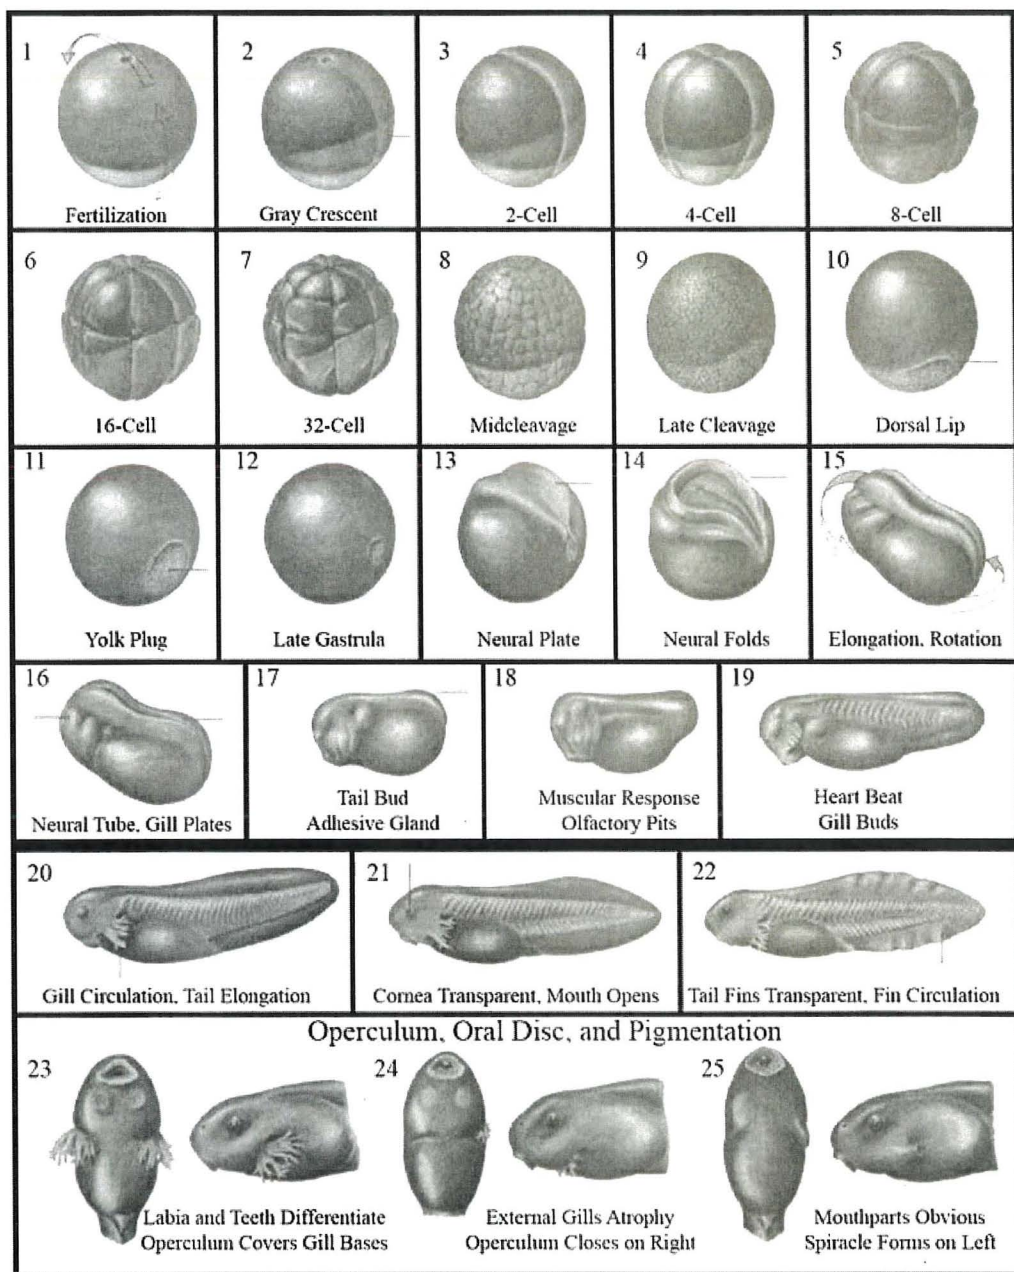 1
Fertilization
2
Gray Crescent
3
2-Cell
4
4-Cell
5
8-Cell
6
16-Cell
7
32-Cell
8
Midcleavage
9
Late Cleavage
10
Dorsal Lip
11
Yolk Plug
12
Late Gastrula
13
Neural Plate
14
Neural Folds
15
Elongation, Rotation
16
Neural Tube, Gill Plates
17
Tail Bud
Adhesive Gland
18
Muscular Response
Olfactory Pits
19
Heart Beat
Gill Buds
20
Gill Circulation, Tail Elongation
21
Cornea Transparent, Mouth Opens
22
Tail Fins Transparent, Fin Circulation
Operculum, Oral Disc, and Pigmentation
23
Labia and Teeth Differentiate
Operculum Covers Gill Bases
24
External Gills Atrophy
Operculum Closes on Right
25
Mouthparts Obvious
Spiracle Forms on Left